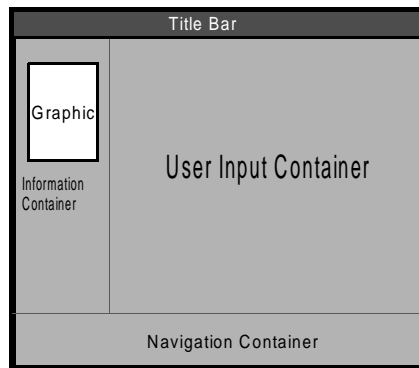 Title Bar
Graphic
Information
Container
User Input Container
Navigation Container